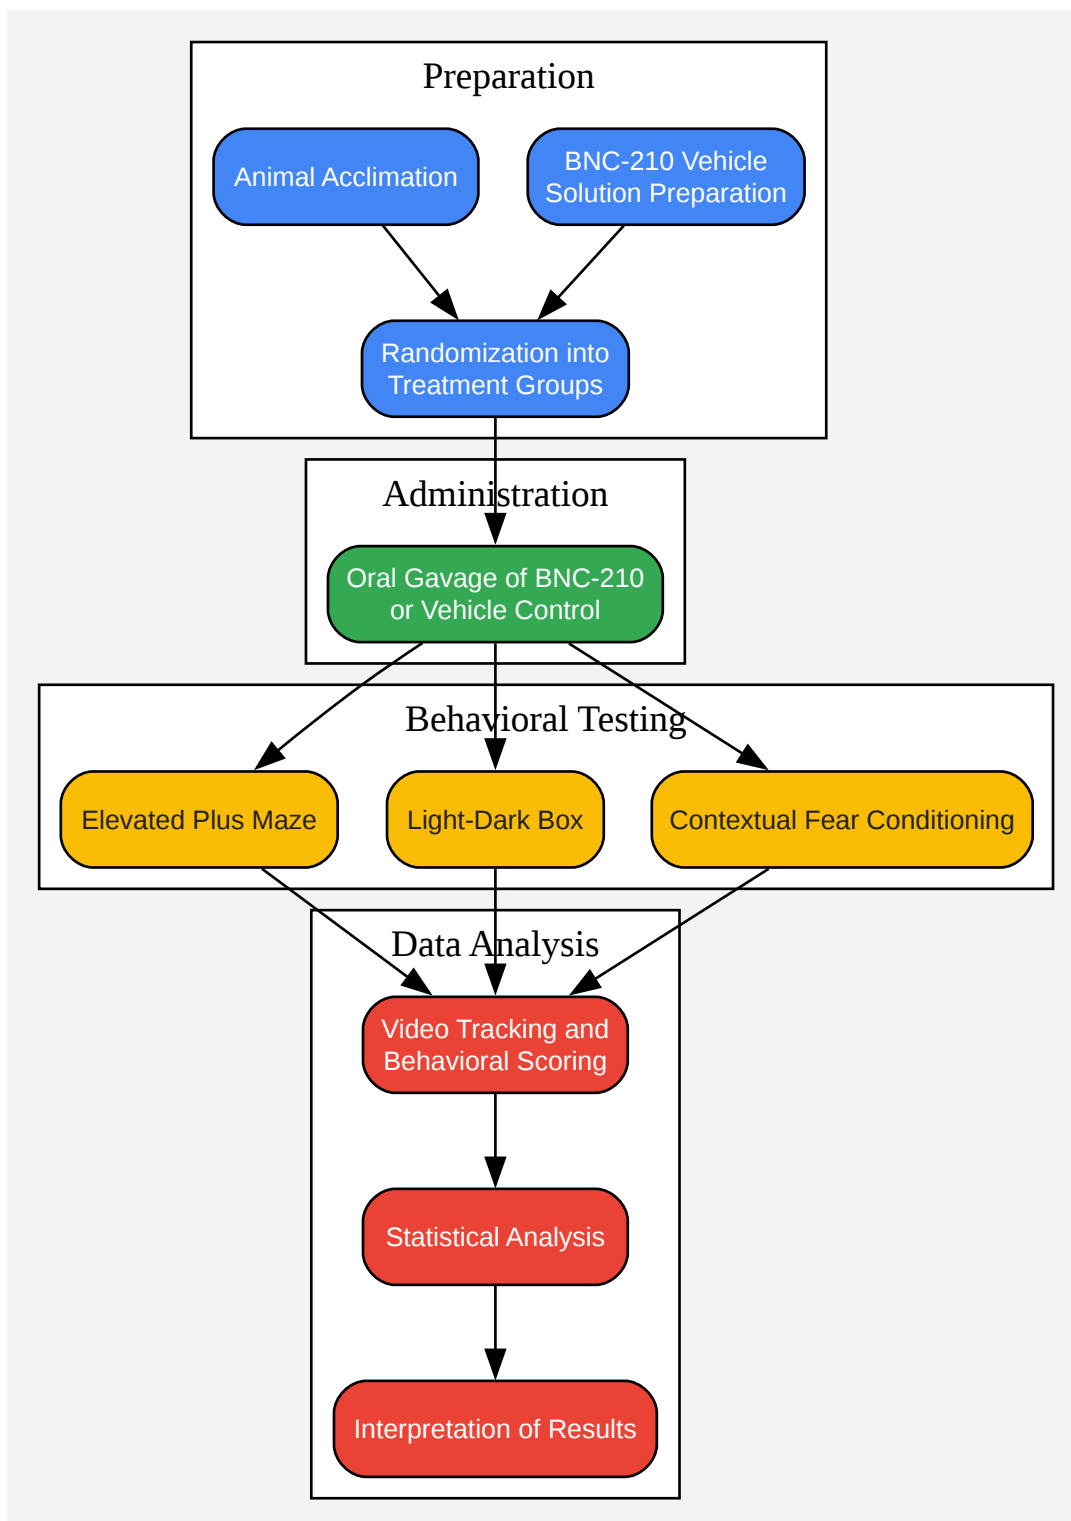 Preparation
Animal Acclimation
BNC-210 Vehicle
Solution Preparation
Randomization into
Treatment Groups
Administration
Oral Gavage of BNC-210
or Vehicle Control
Behavioral Testing
Elevated Plus Maze
Light-Dark Box
Contextual Fear Conditioning
Data Analysis
Video Tracking and
Behavioral Scoring
Statistical Analysis
Interpretation of Results